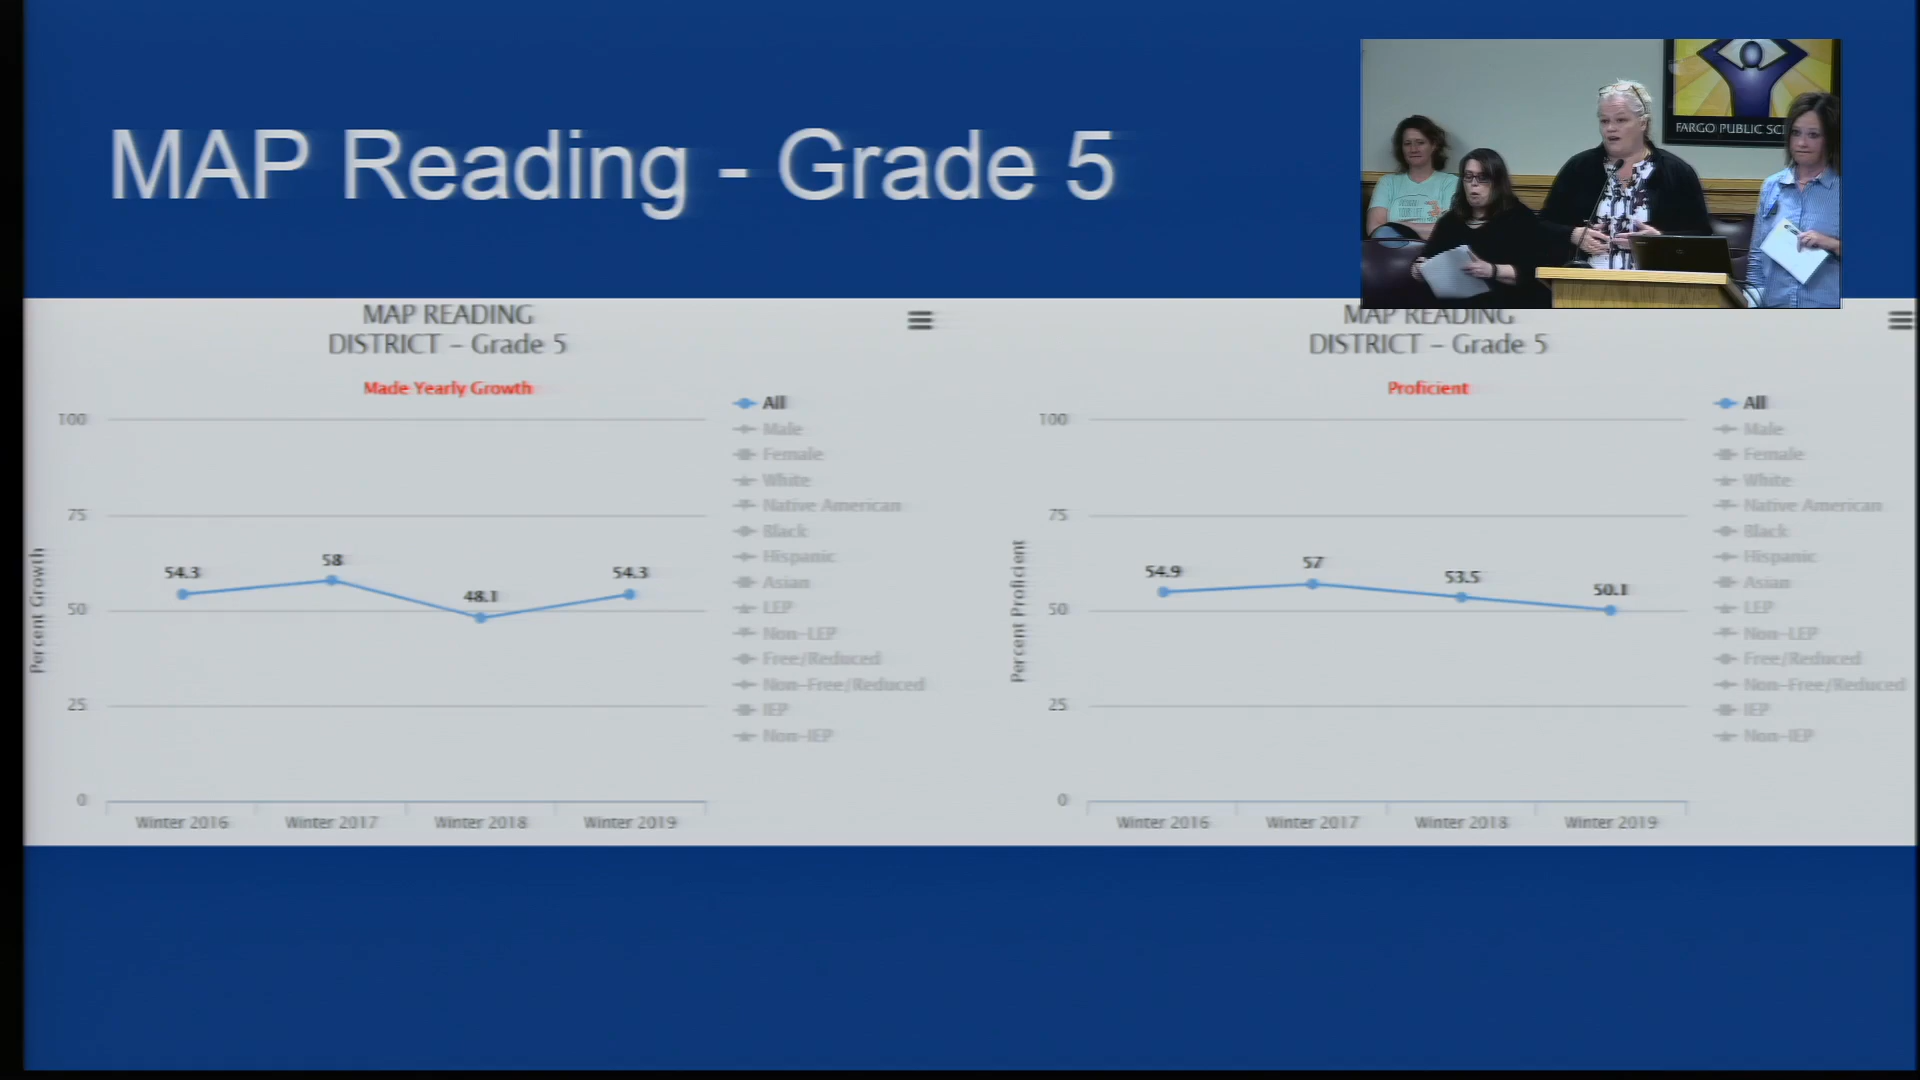 MAP Reading - Grade 5
FARGO PUBLIC SC
MAP READING
DISTRICT – Grade 5
Made Yearly Growth
Percent Growth
100
75
50
25
0
54.3
58
48.1
54.3
Winter 2016
Winter 2017
Winter 2018
Winter 2019
All
Male
Female
White
Native American
Black
Hispanic
Asian
LEP
Non-LEP
Free/Reduced
Non-Free/Reduced
IEP
Non-IEP
MAP READING
DISTRICT – Grade 5
Proficient
Percent Proficient
100
75
50
25
0
54.9
57
53.5
50.1
Winter 2016
Winter 2017
Winter 2018
Winter 2019
All
Male
Female
White
Native American
Black
Hispanic
Asian
LEP
Non-LEP
Free/Reduced
Non-Free/Reduced
IEP
Non-IEP